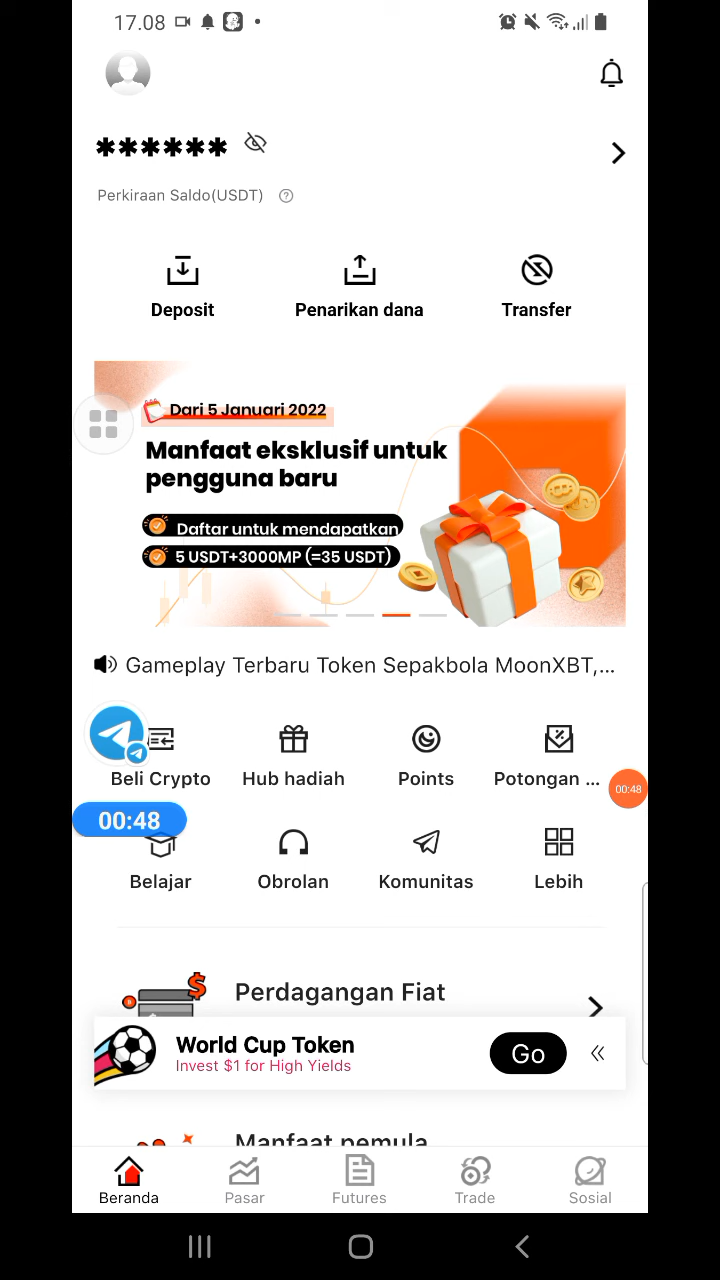 17.08
******
Perkiraan Saldo(USDT)
Deposit
Penarikan dana
Transfer
Dari 5 Januari 2022
Manfaat eksklusif untuk
pengguna baru
Daftar untuk mendapatkan
5 USDT+3000MP (=35 USDT)
Gameplay Terbaru Token Sepakbola MoonXBT,...
Beli Crypto
Hub hadiah
Points
Potongan ...
00:48
00:48
Belajar
Obrolan
Komunitas
Lebih
Perdagangan Fiat
World Cup Token
Invest $1 for High Yields
Go
Manfaat pemula
Beranda
Pasar
Futures
Trade
Sosial